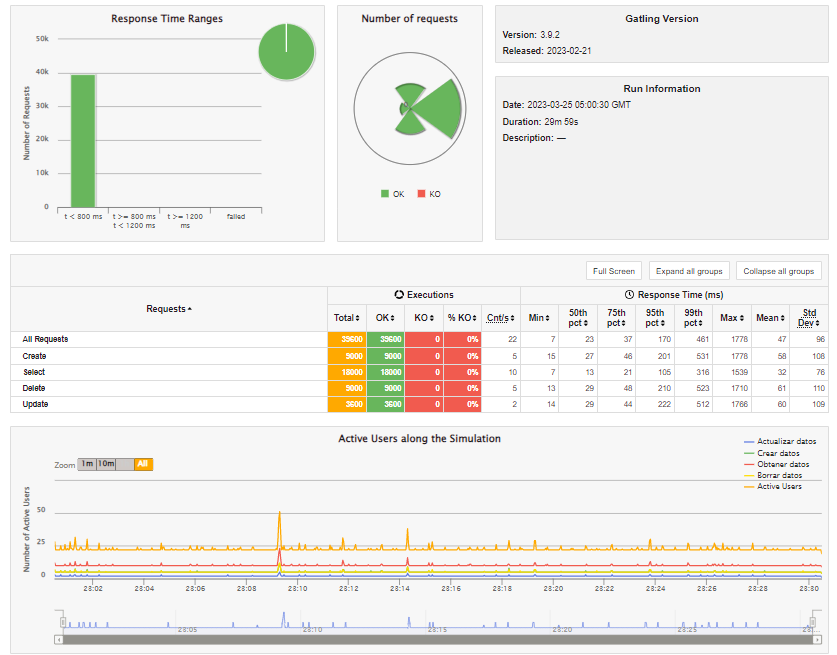 Response Time Ranges
Number of Requests
50k
40k
30k
20k
10k
0
t < 800 ms
t >= 800 ms
t < 1200 ms
t >= 1200
ms
failed
Number of requests
OK KO
Gatling Version
Version: 3.9.2
Released: 2023-02-21
Run Information
Date: 2023-03-25 05:00:30 GMT
Duration: 29m 59s
Description: —
Full Screen Expand all groups Collapse all groups
Requests Executions Response Time (ms)
Total OK KO % KO Cnt/s Min 50th pct 75th pct 95th pct 99th pct Max Mean Std Dev
All Requests 39600 39600 0 0% 22 7 23 37 170 461 1778 47 96
Create 9000 9000 0 0% 5 15 27 46 201 531 1778 58 108
Select 18000 18000 0 0% 10 7 13 21 105 316 1539 32 76
Delete 9000 9000 0 0% 5 13 29 48 210 523 1710 61 110
Update 3600 3600 0 0% 2 14 29 44 222 512 1766 60 109
Active Users along the Simulation
Zoom 1m 10m All
Actualizar datos
Crear datos
Obtener datos
Borrar datos
Active Users
Number of Active Users
50
25
0
28:02 28:04 28:06 28:08 28:10 28:12 28:14 28:16 28:18 28:20 28:22 28:24 28:26 28:28 28:30
28:05 28:10 28:15 28:20 28:25